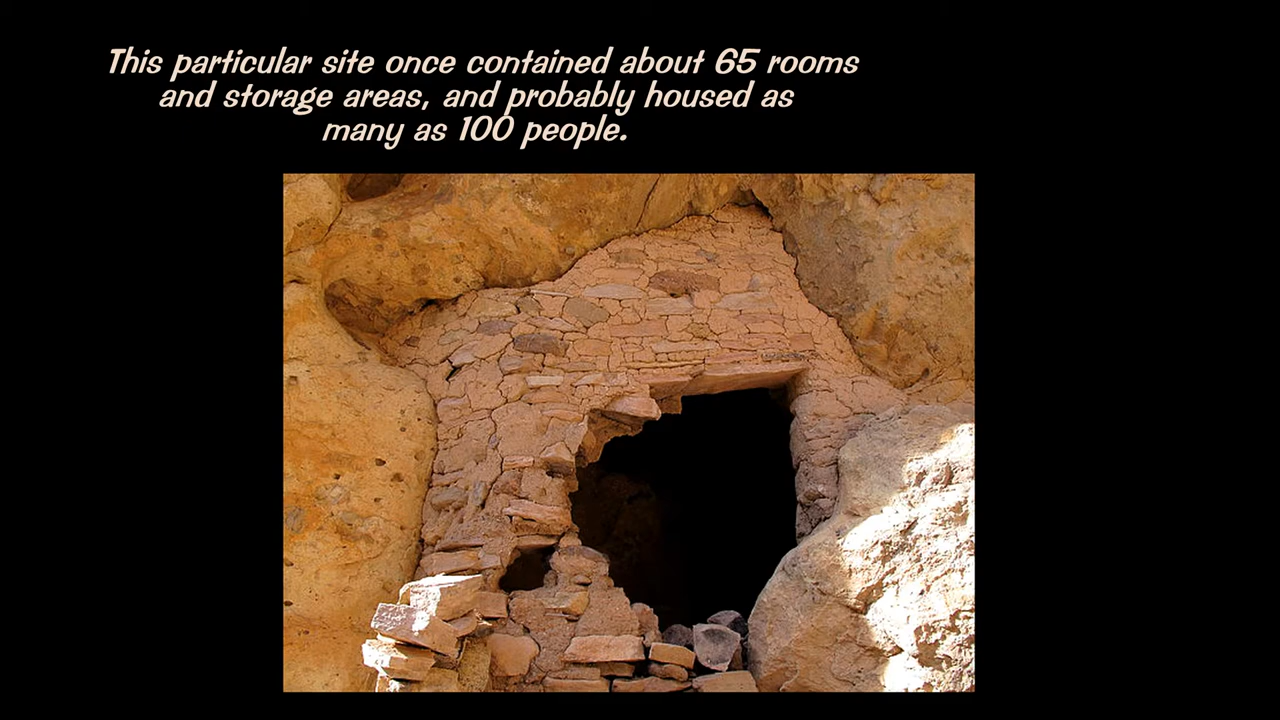 This particular site once contained about 65 rooms
and storage areas, and probably housed as
many as 100 people.